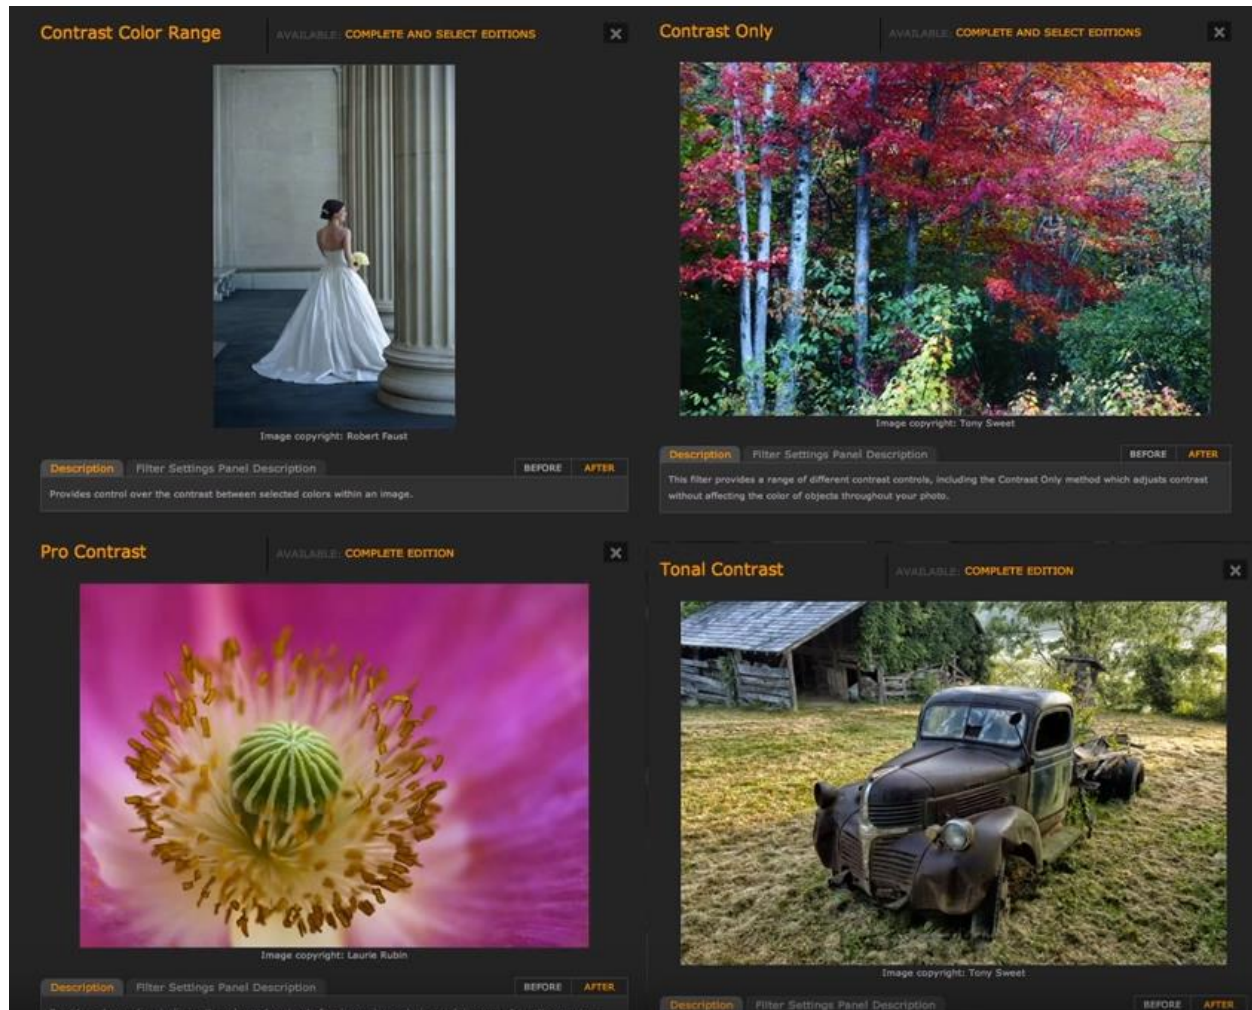 Contrast Color Range
AVAILABLE: COMPLETE AND SELECT EDITIONS
Image copyright: Robert Faust
Description
Filter Settings Panel Description
BEFORE
AFTER
Provides control over the contrast between selected colors within an image.
Contrast Only
AVAILABLE: COMPLETE AND SELECT EDITIONS
Image copyright: Tony Sweet
Description
Filter Settings Panel Description
BEFORE
AFTER
This filter provides a range of different contrast controls, including the Contrast Only method which adjusts contrast
without affecting the color of objects throughout your photo.
Pro Contrast
AVAILABLE: COMPLETE EDITION
Image copyright: Laurie Rubin
Description
Filter Settings Panel Description
BEFORE
AFTER
Tonal Contrast
AVAILABLE: COMPLETE EDITION
Image copyright: Tony Sweet
Description
Filter Settings Panel Description
BEFORE
AFTER